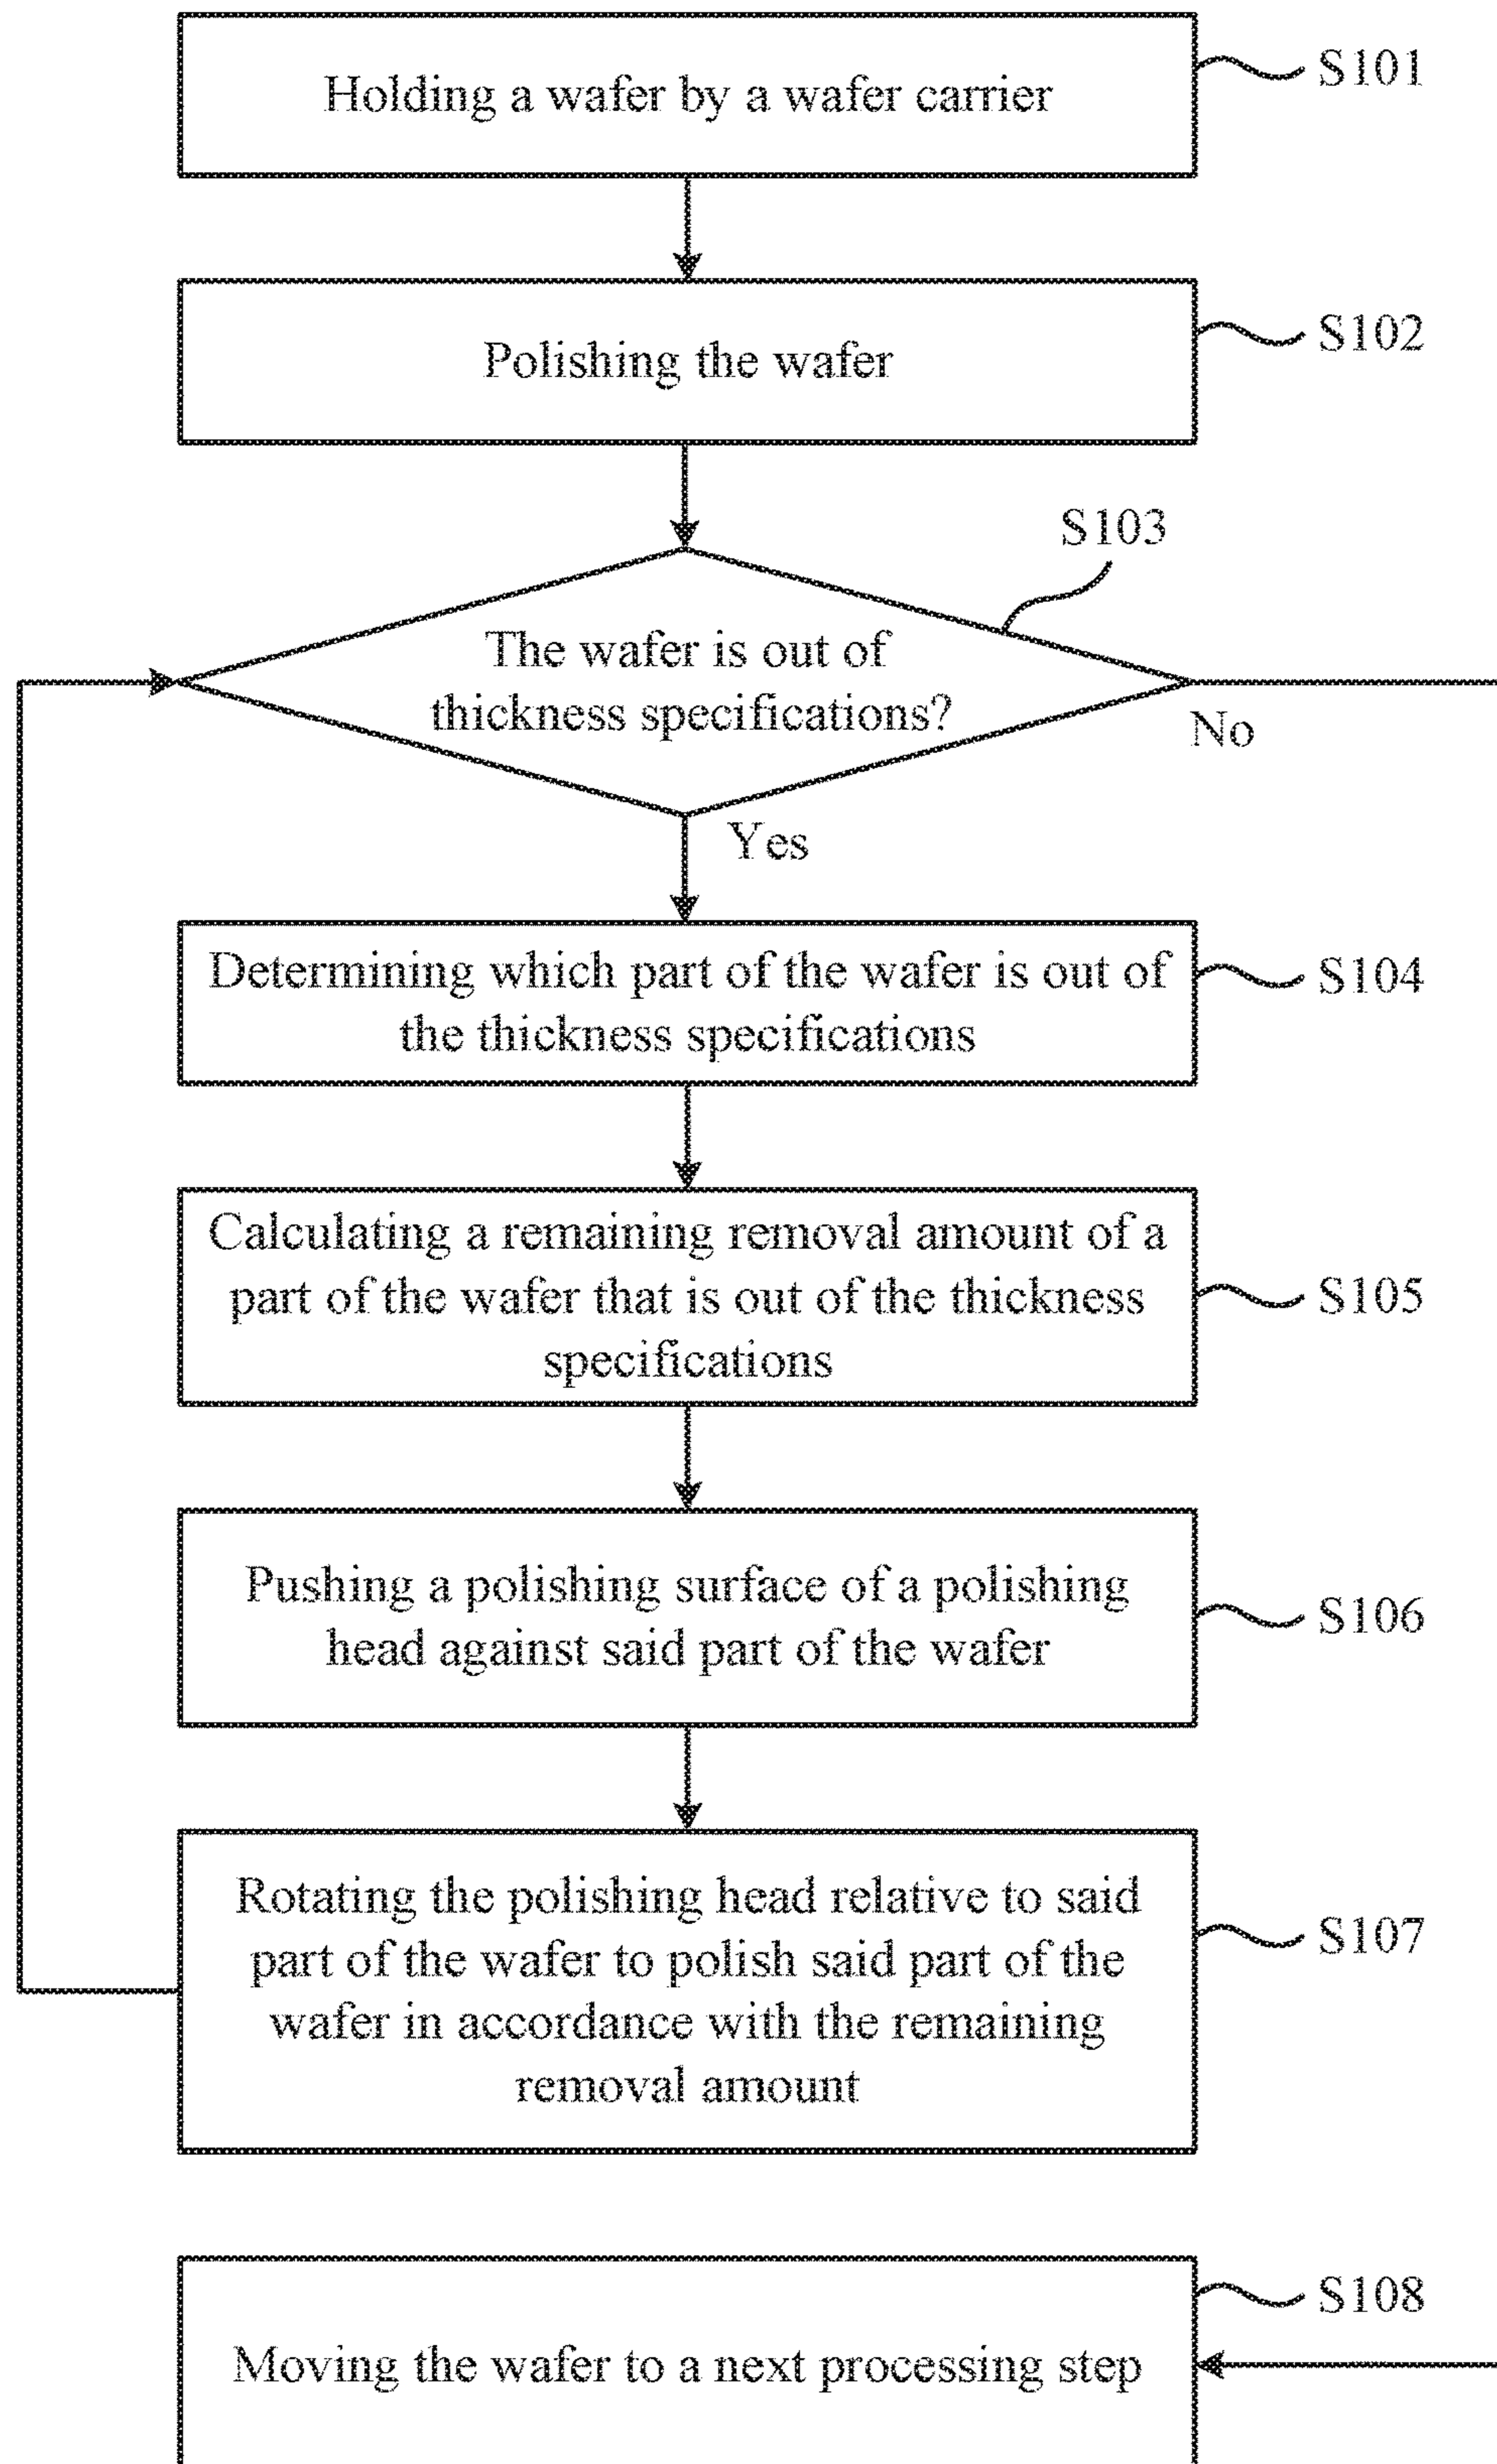 Holding a wafer by a wafer carrier
S101
Polishing the wafer
S102
S103
The wafer is out of
thickness specifications?
No
Yes
Determining which part of the wafer is out of
the thickness specifications
S104
Calculating a remaining removal amount of a
part of the wafer that is out of the thickness
specifications
S105
Pushing a polishing surface of a polishing
head against said part of the wafer
S106
Rotating the polishing head relative to said
part of the wafer to polish said part of the
wafer in accordance with the remaining
removal amount
S107
S108
Moving the wafer to a next processing step